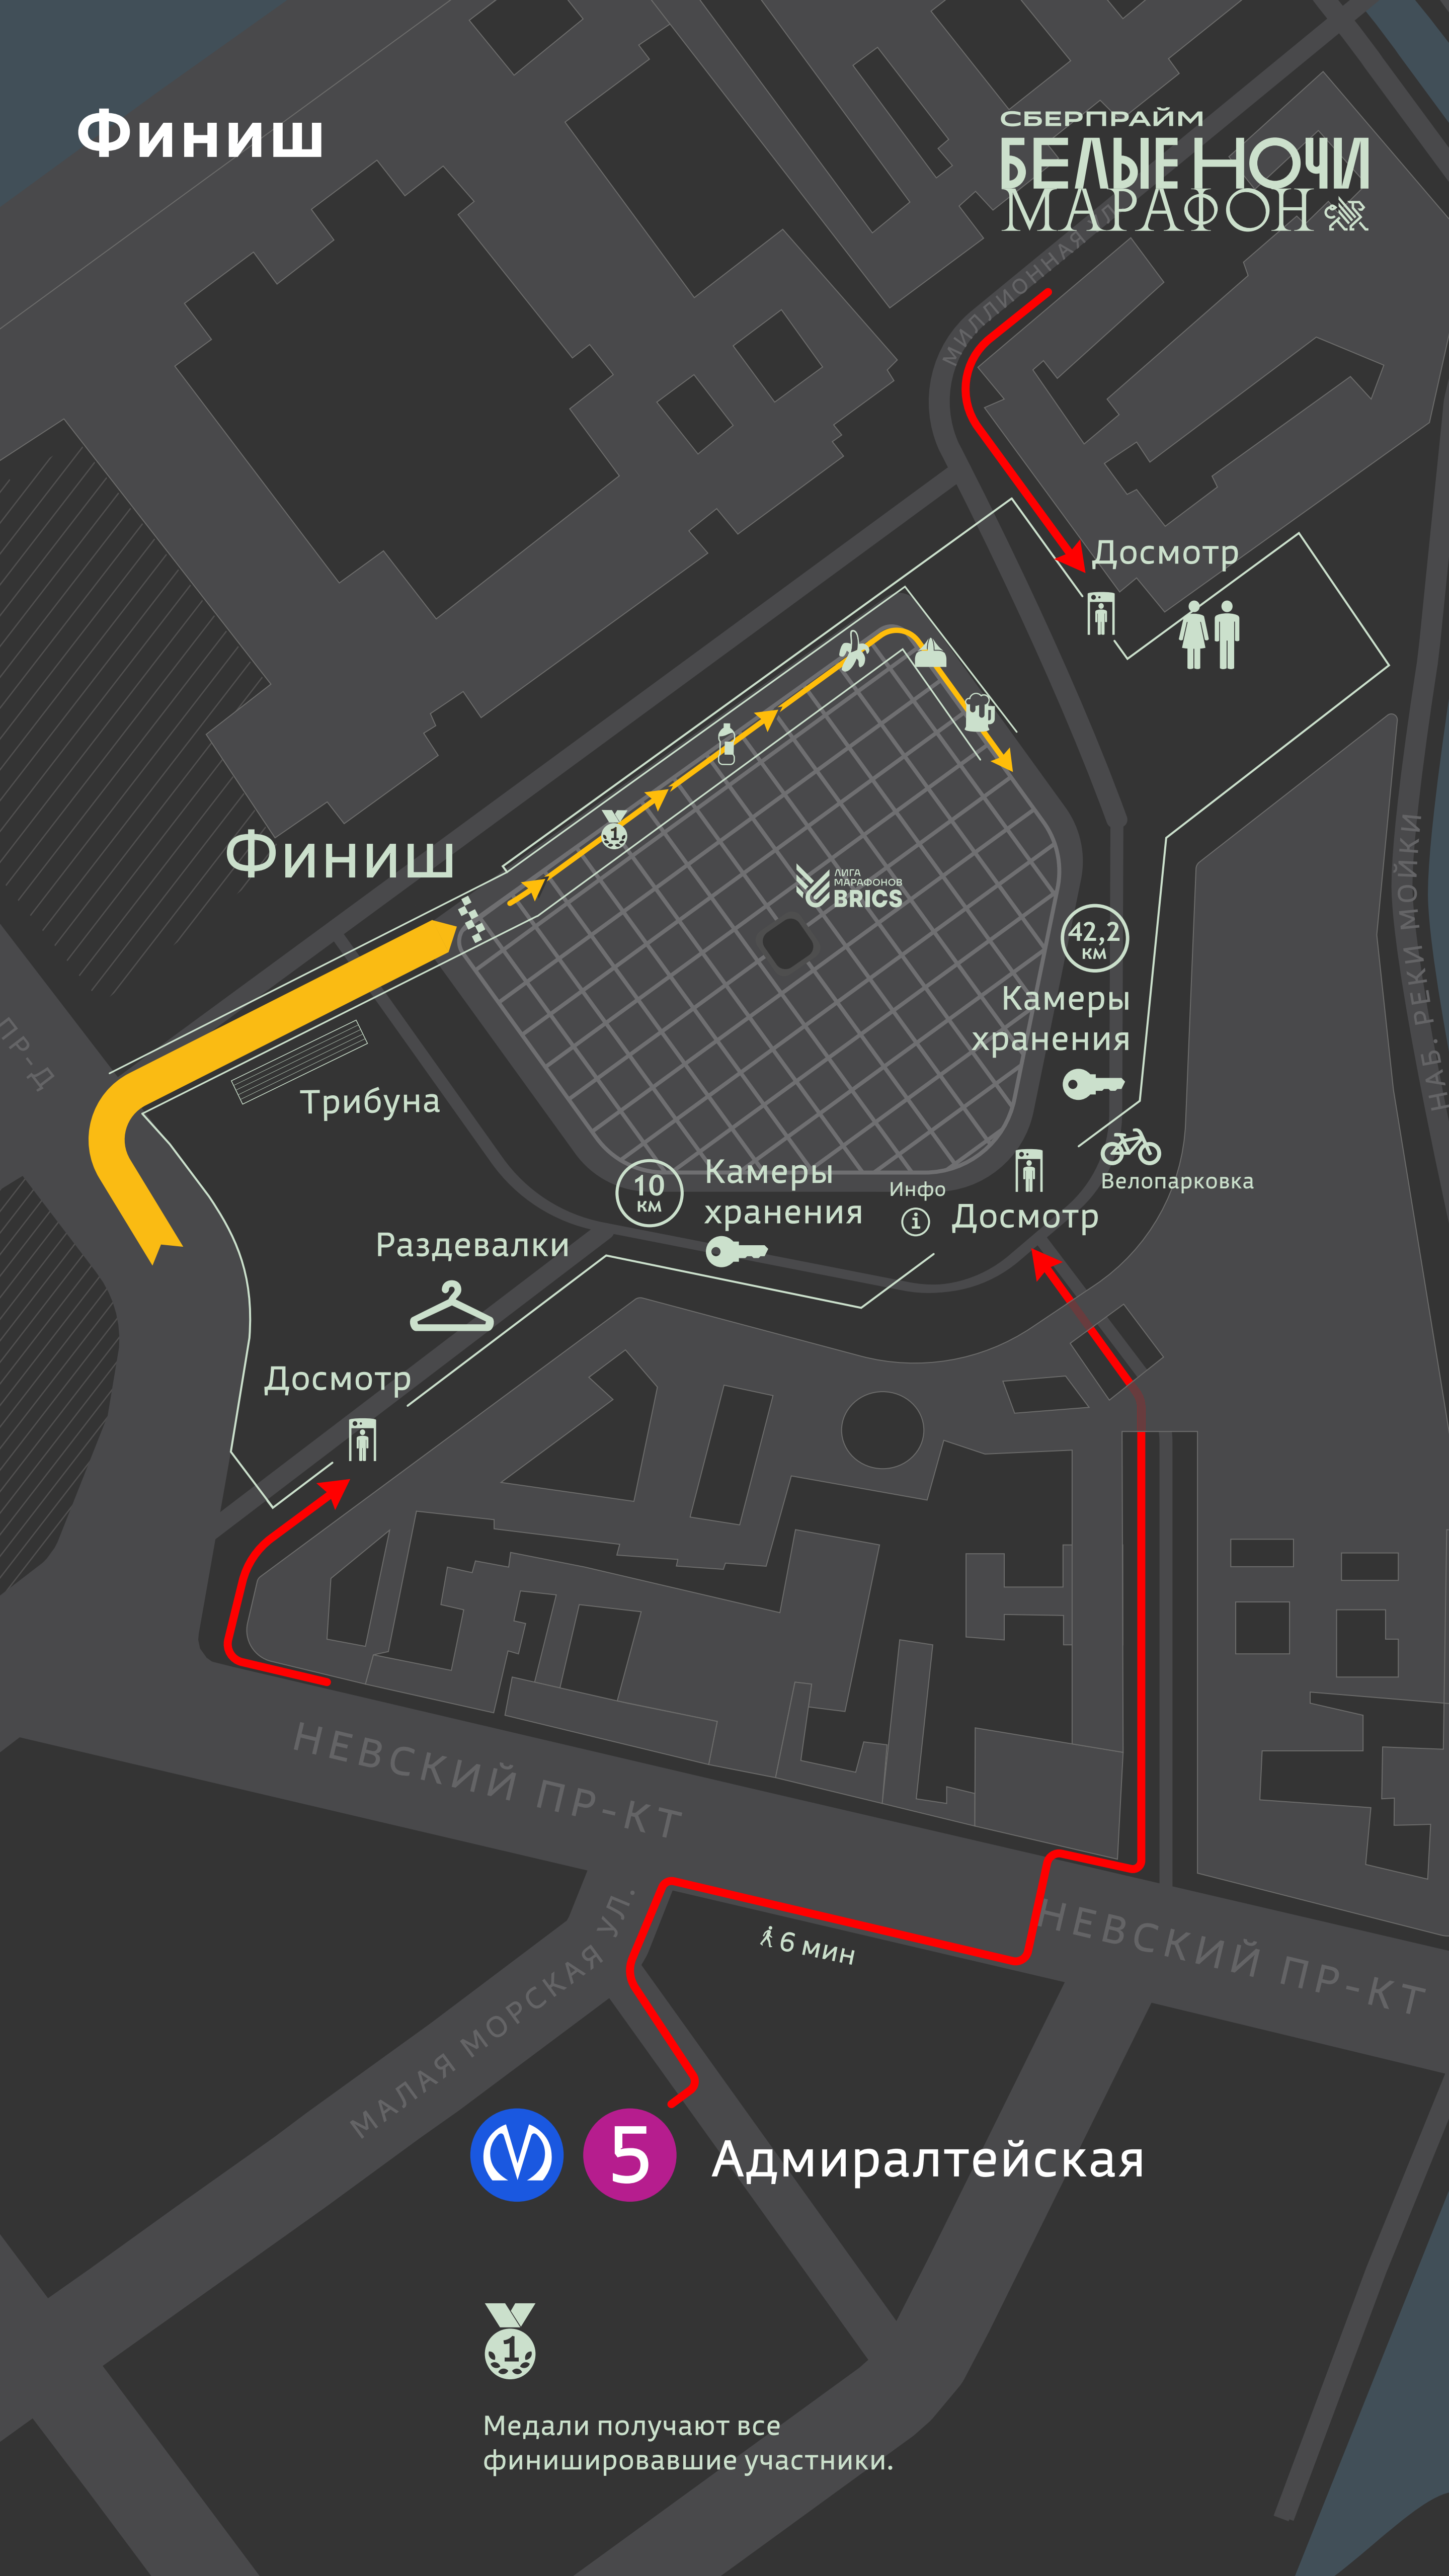 Финиш
СБЕРПРАЙМ
БЕЛЫЕ НОЧИ
МАРАФОН
МИЛЛИОННАЯ УЛ.
Досмотр
Финиш
1
ЛИГА
МАРАФОНОВ
BRICS
42,2
КМ
Камеры
хранения
НАБ. РЕКИ МОЙКИ
ПР-Д
Трибуна
10
КМ
Камеры
хранения
Инфо
i
Досмотр
Велопарковка
Раздевалки
Досмотр
НЕВСКИЙ ПР-КТ
НЕВСКИЙ ПР-КТ
МАЛАЯ МОРСКАЯ УЛ.
6 мин
5
Адмиралтейская
1
Медали получают все
финишировавшие участники.